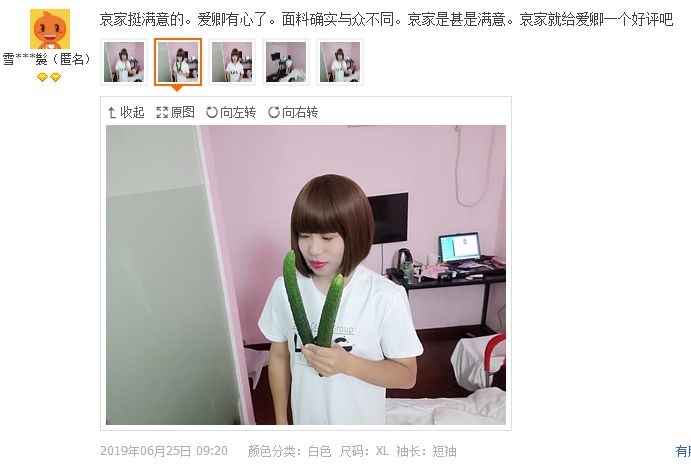 哀家挺满意的。爱卿有心了。面料确实与众不同。哀家是甚是满意。哀家就给爱卿一个好评吧
雪***鬓（匿名）
收起 原图 向左转 向右转
Group
2019年06月25日 09:20 颜色分类：白色 尺码：XL 袖长：短袖